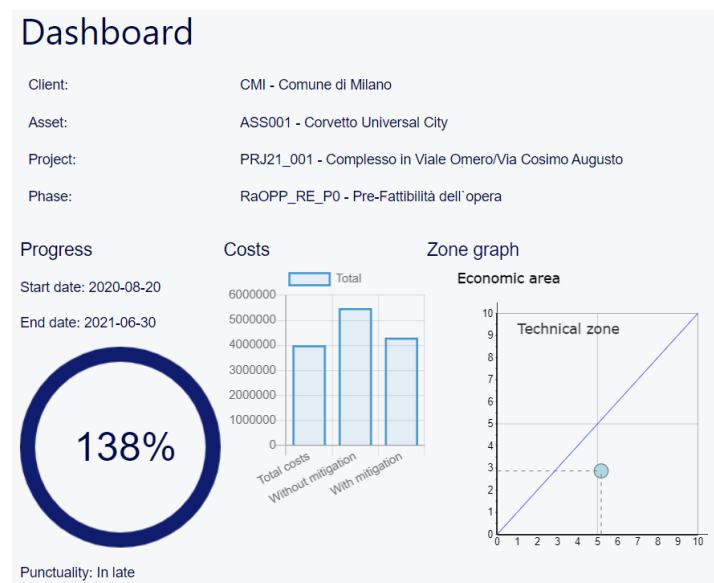 Dashboard
Client: CMI - Comune di Milano
Asset: ASS001 - Corvetto Universal City
Project: PRJ21_001 - Complesso in Viale Omero/Via Cosimo Augusto
Phase: RaOPP_RE_P0 - Pre-Fattibilità dell`opera
Progress
Start date: 2020-08-20
End date: 2021-06-30
138%
Punctuality: In late
Costs
Total
6000000
5000000
4000000
3000000
2000000
1000000
0
Total costs
Without mitigation
With mitigation
Zone graph
Economic area
Technical zone
10
9
8
7
6
5
4
3
2
1
0
0 1 2 3 4 5 6 7 8 9 10